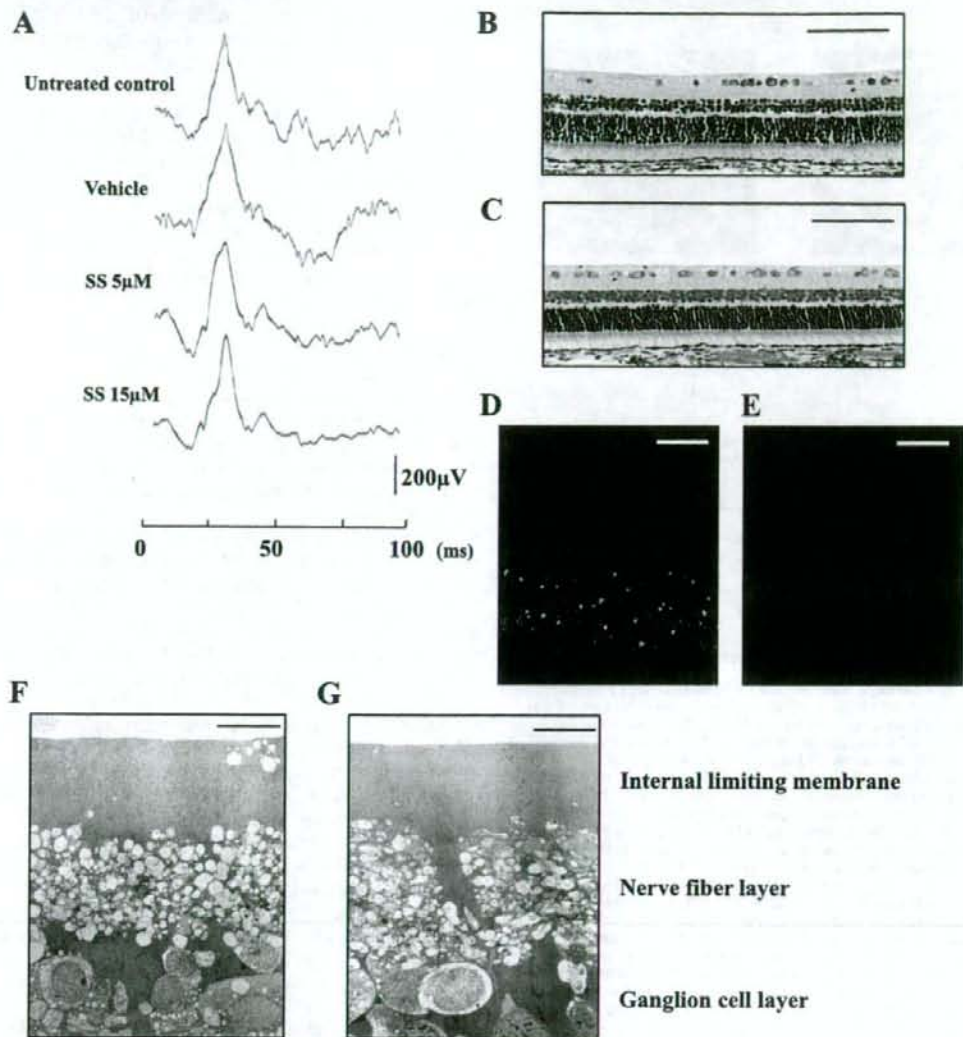 A
Untreated control
Vehicle
SS 5µM
SS 15µM
200µV
0 50 100 (ms)
B
C
D
E
F
G
Internal limiting membrane
Nerve fiber layer
Ganglion cell layer